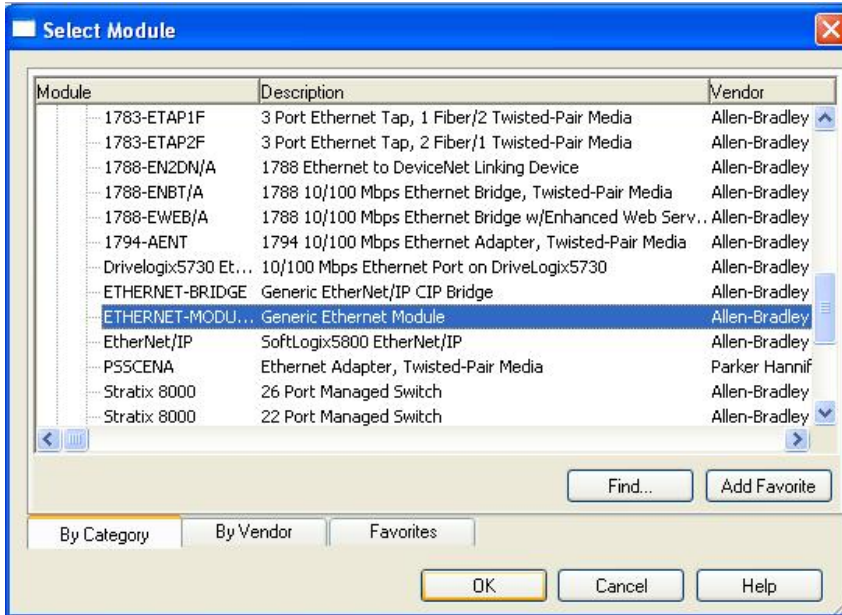 Select Module
Module Description Vendor
1783-ETAP1F 3 Port Ethernet Tap, 1 Fiber/2 Twisted-Pair Media Allen-Bradley
1783-ETAP2F 3 Port Ethernet Tap, 2 Fiber/1 Twisted-Pair Media Allen-Bradley
1788-EN2DN/A 1788 Ethernet to DeviceNet Linking Device Allen-Bradley
1788-ENBT/A 1788 10/100 Mbps Ethernet Bridge, Twisted-Pair Media Allen-Bradley
1788-EWEB/A 1788 10/100 Mbps Ethernet Bridge w/Enhanced Web Serv... Allen-Bradley
1794-AENT 1794 10/100 Mbps Ethernet Adapter, Twisted-Pair Media Allen-Bradley
Drivelogix5730 Et... 10/100 Mbps Ethernet Port on DriveLogix5730 Allen-Bradley
ETHERNET-BRIDGE Generic EtherNet/IP CIP Bridge Allen-Bradley
ETHERNET-MODU... Generic Ethernet Module Allen-Bradley
EtherNet/IP SoftLogix5800 EtherNet/IP Allen-Bradley
PSSCENA Ethernet Adapter, Twisted-Pair Media Parker Hannif
Stratix 8000 26 Port Managed Switch Allen-Bradley
Stratix 8000 22 Port Managed Switch Allen-Bradley
Find... Add Favorite
By Category By Vendor Favorites
OK Cancel Help